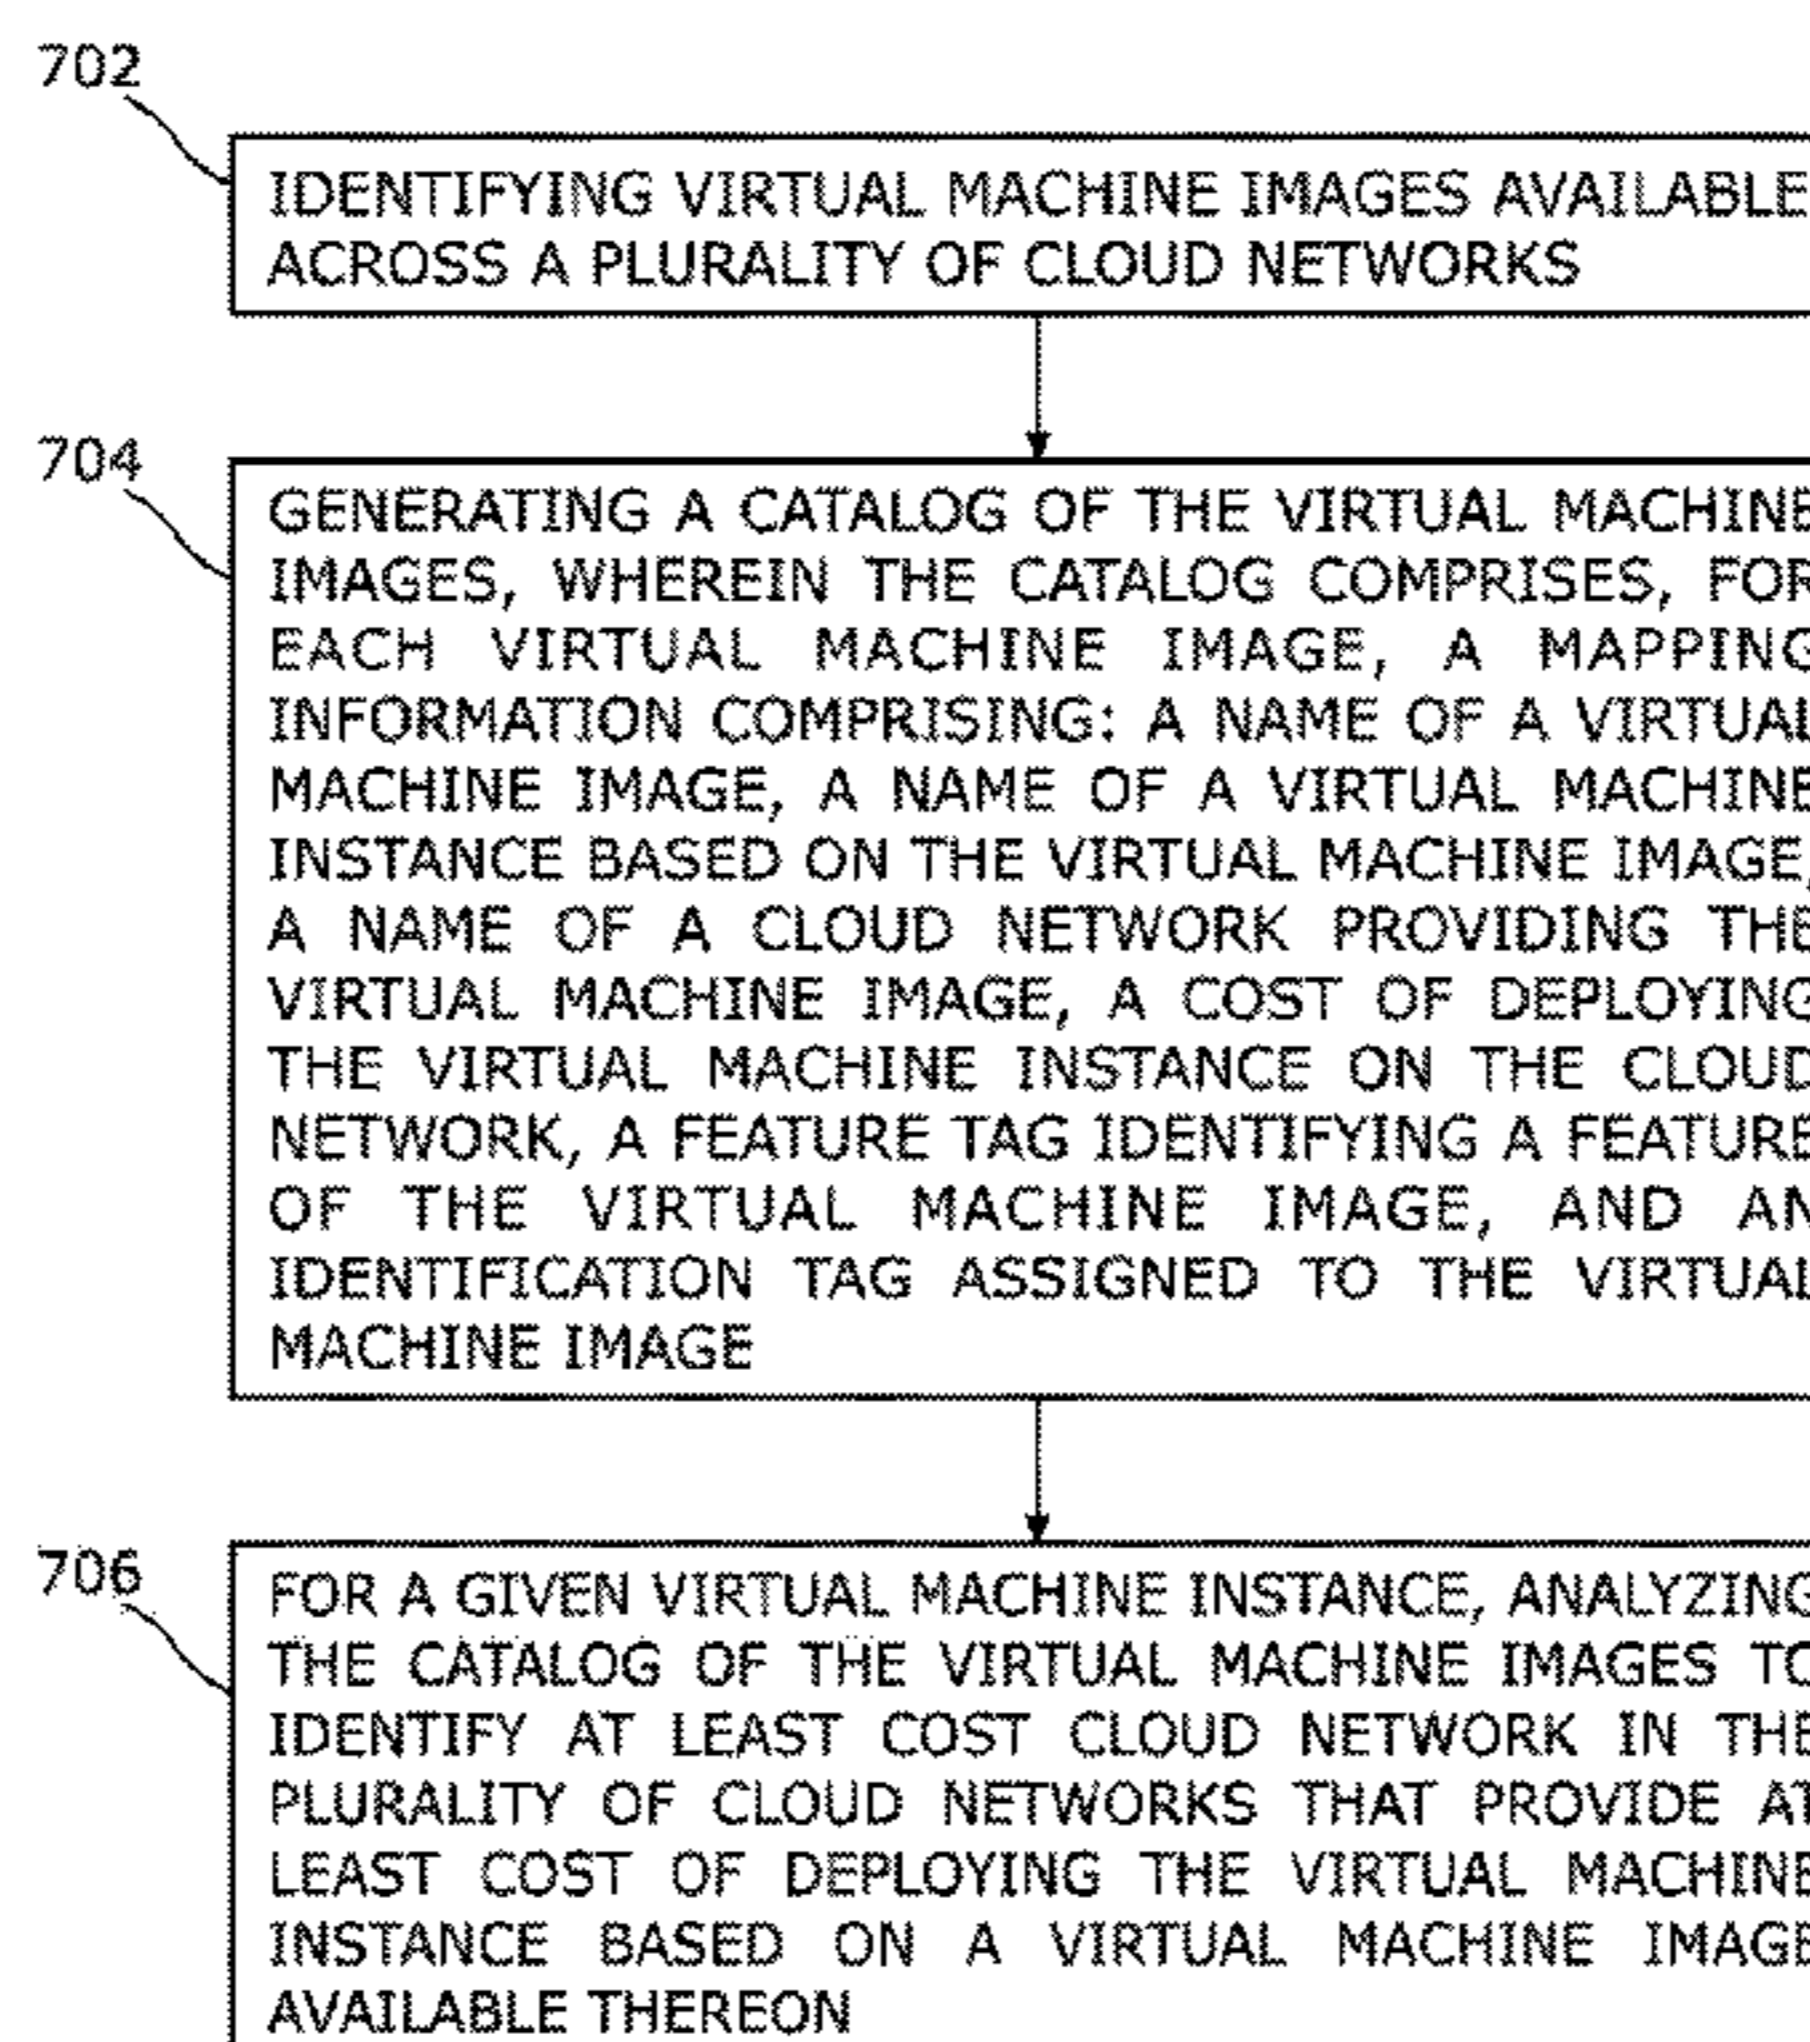 702
IDENTIFYING VIRTUAL MACHINE IMAGES AVAILABLE
ACROSS A PLURALITY OF CLOUD NETWORKS
704
GENERATING A CATALOG OF THE VIRTUAL MACHINE
IMAGES, WHEREIN THE CATALOG COMPRISES, FOR
EACH VIRTUAL MACHINE IMAGE, A MAPPING
INFORMATION COMPRISING: A NAME OF A VIRTUAL
MACHINE IMAGE, A NAME OF A VIRTUAL MACHINE
INSTANCE BASED ON THE VIRTUAL MACHINE IMAGE,
A NAME OF A CLOUD NETWORK PROVIDING THE
VIRTUAL MACHINE IMAGE, A COST OF DEPLOYING
THE VIRTUAL MACHINE INSTANCE ON THE CLOUD
NETWORK, A FEATURE TAG IDENTIFYING A FEATURE
OF THE VIRTUAL MACHINE IMAGE, AND AN
IDENTIFICATION TAG ASSIGNED TO THE VIRTUAL
MACHINE IMAGE
706
FOR A GIVEN VIRTUAL MACHINE INSTANCE, ANALYZING
THE CATALOG OF THE VIRTUAL MACHINE IMAGES TO
IDENTIFY AT LEAST COST CLOUD NETWORK IN THE
PLURALITY OF CLOUD NETWORKS THAT PROVIDE AT
LEAST COST OF DEPLOYING THE VIRTUAL MACHINE
INSTANCE BASED ON A VIRTUAL MACHINE IMAGE
AVAILABLE THEREON